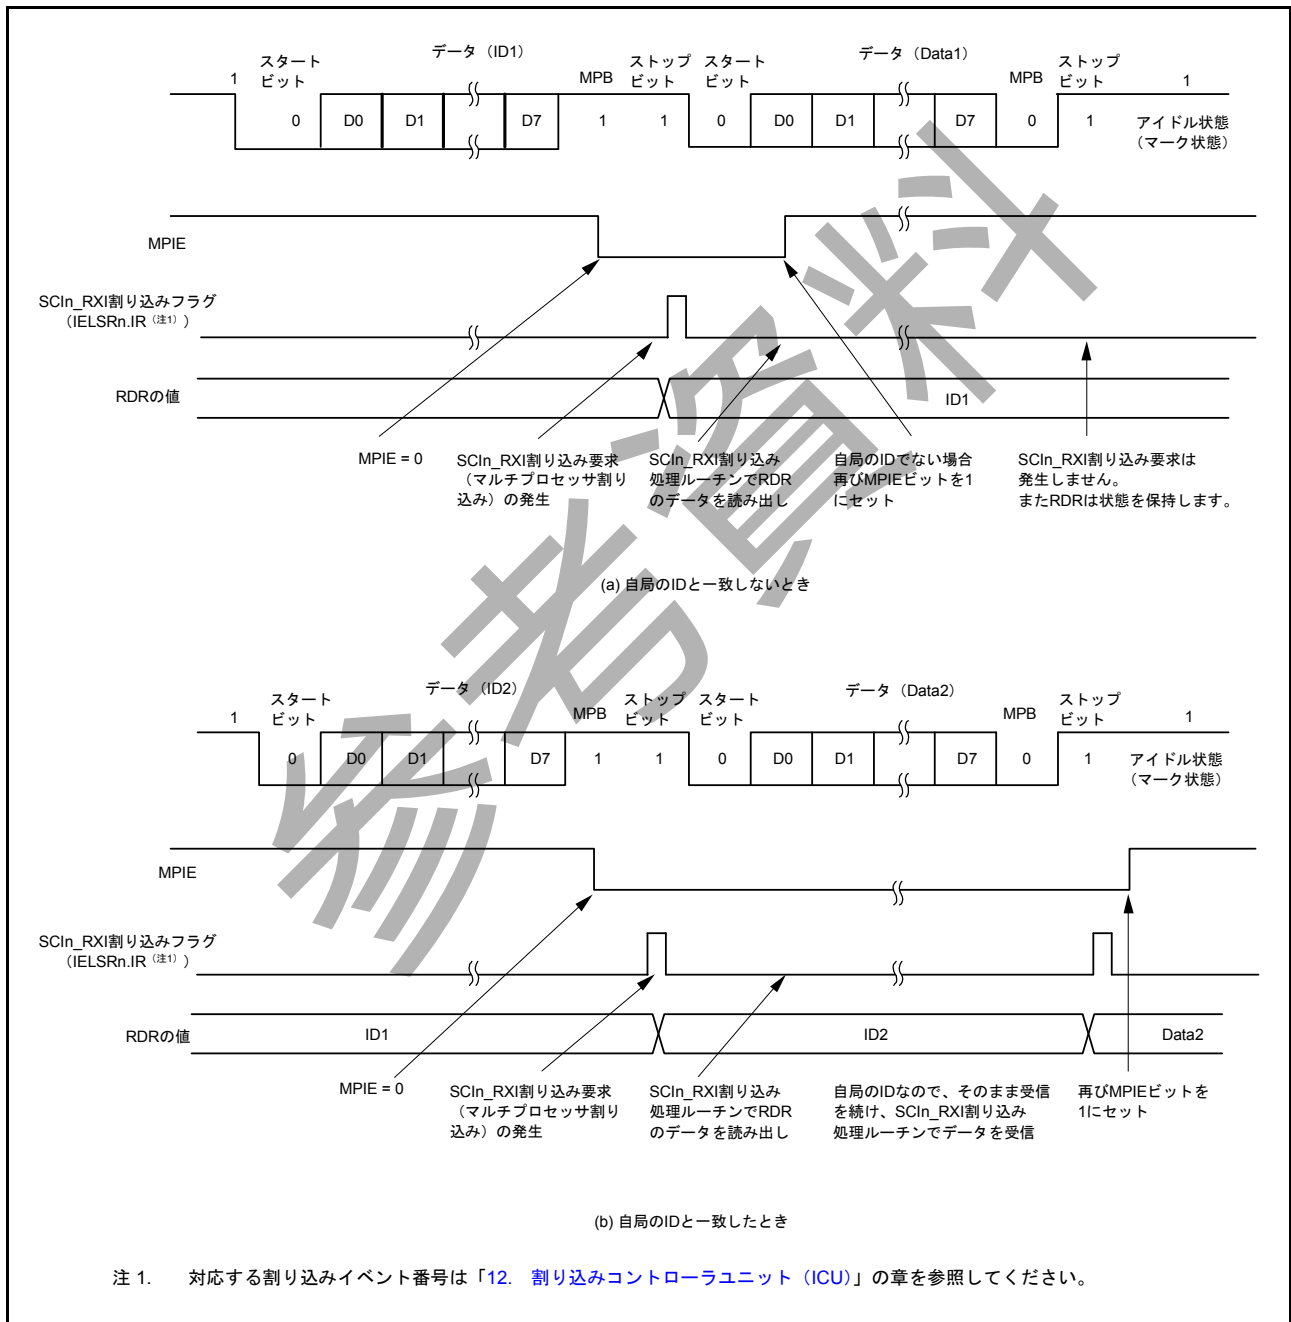 データ（ID1）
データ（Data1）
スタート
ビット
MPB
ストップ
ビット
スタート
ビット
MPB
ストップ
ビット
1
1
0
D0
D1
D7
1
1
0
D0
D1
D7
0
1
アイドル状態
（マーク状態）
MPIE
SCIn_RXI割り込みフラグ
（IELSRn.IR（注1））
RDRの値
ID1
MPIE = 0
SCIn_RXI割り込み要求
（マルチプロセッサ割り
込み）の発生
SCIn_RXI割り込み
処理ルーチンでRDR
のデータを読み出し
自局のIDでない場合
再びMPIEビットを1
にセット
SCIn_RXI割り込み要求は
発生しません。
またRDRは状態を保持します。
(a) 自局のIDと一致しないとき
データ（ID2）
データ（Data2）
スタート
ビット
MPB
ストップ
ビット
スタート
ビット
MPB
ストップ
ビット
1
1
0
D0
D1
D7
1
1
0
D0
D1
D7
0
1
アイドル状態
（マーク状態）
MPIE
SCIn_RXI割り込みフラグ
（IELSRn.IR（注1））
RDRの値
ID1
ID2
Data2
MPIE = 0
SCIn_RXI割り込み要求
（マルチプロセッサ割り
込み）の発生
SCIn_RXI割り込み
処理ルーチンでRDR
のデータを読み出し
自局のIDなので、そのまま受信
を続け、SCIn_RXI割り込み
処理ルーチンでデータを受信
再びMPIEビットを
1にセット
(b) 自局のIDと一致したとき
注 1. 対応する割り込みイベント番号は「12. 割り込みコントローラユニット（ICU）」の章を参照してください。
参考資料